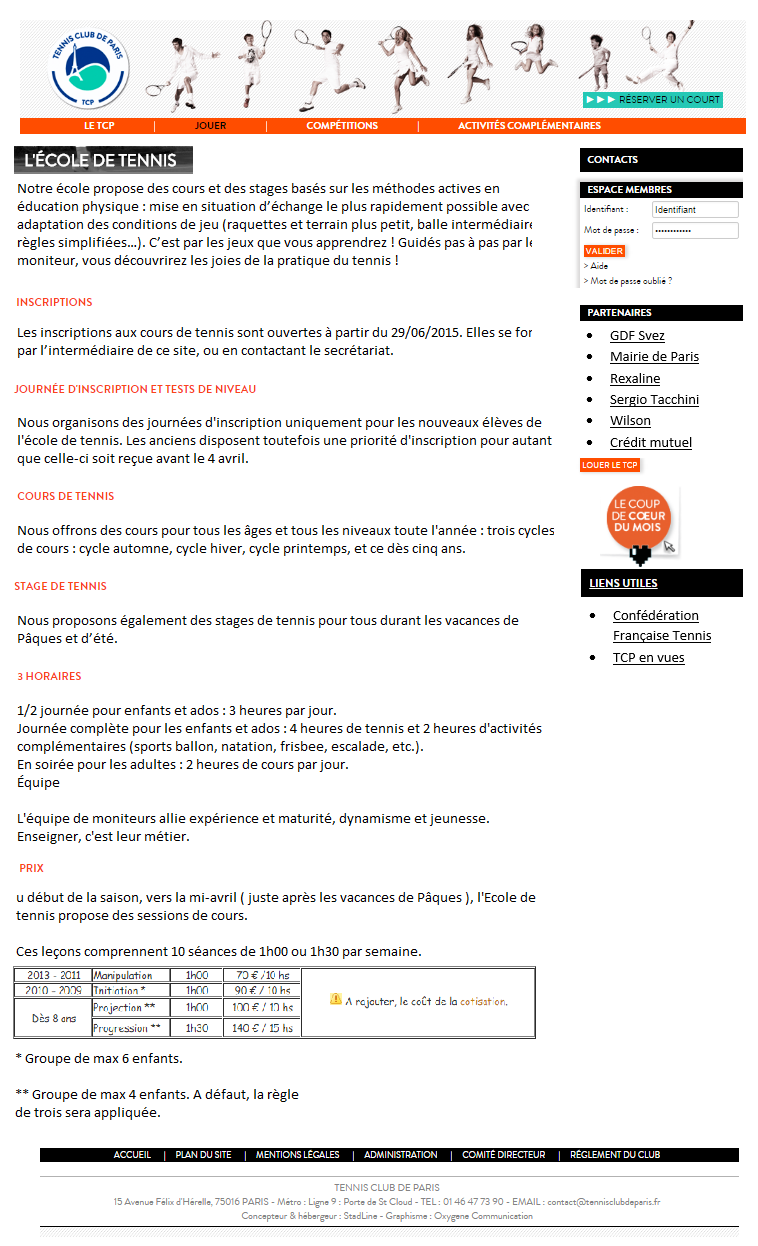 TENNIS CLUB DE PARIS
TCP
RÉSERVER UN COURT
LE TCP | JOUER | COMPÉTITIONS | ACTIVITÉS COMPLÉMENTAIRES
L'ÉCOLE DE TENNIS
Notre école propose des cours et des stages basés sur les méthodes actives en
éducation physique : mise en situation d’échange le plus rapidement possible avec
adaptation des conditions de jeu (raquettes et terrain plus petit, balle intermédiaire
règles simplifiées…). C’est par les jeux que vous apprendrez ! Guidés pas à pas par le
moniteur, vous découvrirez les joies de la pratique du tennis !
INSCRIPTIONS
Les inscriptions aux cours de tennis sont ouvertes à partir du 29/06/2015. Elles se for
par l’intermédiaire de ce site, ou en contactant le secrétariat.
JOURNÉE D'INSCRIPTION ET TESTS DE NIVEAU
Nous organisons des journées d'inscription uniquement pour les nouveaux élèves de
l'école de tennis. Les anciens disposent toutefois une priorité d'inscription pour autant
que celle-ci soit reçue avant le 4 avril.
COURS DE TENNIS
Nous offrons des cours pour tous les âges et tous les niveaux toute l'année : trois cycles
de cours : cycle automne, cycle hiver, cycle printemps, et ce dès cinq ans.
STAGE DE TENNIS
Nous proposons également des stages de tennis pour tous durant les vacances de
Pâques et d’été.
3 HORAIRES
1/2 journée pour enfants et ados : 3 heures par jour.
Journée complète pour les enfants et ados : 4 heures de tennis et 2 heures d'activités
complémentaires (sports ballon, natation, frisbee, escalade, etc.).
En soirée pour les adultes : 2 heures de cours par jour.
Équipe
L'équipe de moniteurs allie expérience et maturité, dynamisme et jeunesse.
Enseigner, c'est leur métier.
PRIX
u début de la saison, vers la mi-avril ( juste après les vacances de Pâques ), l'Ecole de
tennis propose des sessions de cours.
Ces leçons comprennent 10 séances de 1h00 ou 1h30 par semaine.
2013 - 2011 Manipulation 1h00 70 € / 10 hs
2010 - 2009 Initiation * 1h00 90 € / 10 hs
Dès 8 ans Projection ** 1h00 100 € / 10 hs
Progression ** 1h30 140 € / 15 hs
A rajouter, le coût de la cotisation.
* Groupe de max 6 enfants.
** Groupe de max 4 enfants. A défaut, la règle
de trois sera appliquée.
CONTACTS
ESPACE MEMBRES
Identifiant : Identifiant
Mot de passe : ••••••••••••
VALIDER
> Aide
> Mot de passe oublié ?
PARTENAIRES
• GDF Svez
• Mairie de Paris
• Rexaline
• Sergio Tacchini
• Wilson
• Crédit mutuel
LOUER LE TCP
LE COUP
DE CŒUR
DU MOIS
LIENS UTILES
• Confédération
Française Tennis
• TCP en vues
ACCUEIL | PLAN DU SITE | MENTIONS LÉGALES | ADMINISTRATION | COMITÉ DIRECTEUR | RÈGLEMENT DU CLUB
TENNIS CLUB DE PARIS
15 Avenue Félix d'Hérelle, 75016 PARIS - Métro : Ligne 9 : Porte de St Cloud - TEL : 01 46 47 73 90 - EMAIL : contact@tennisclubdeparis.fr
Concepteur & hébergeur : StadLine - Graphisme : Oxygene Communication